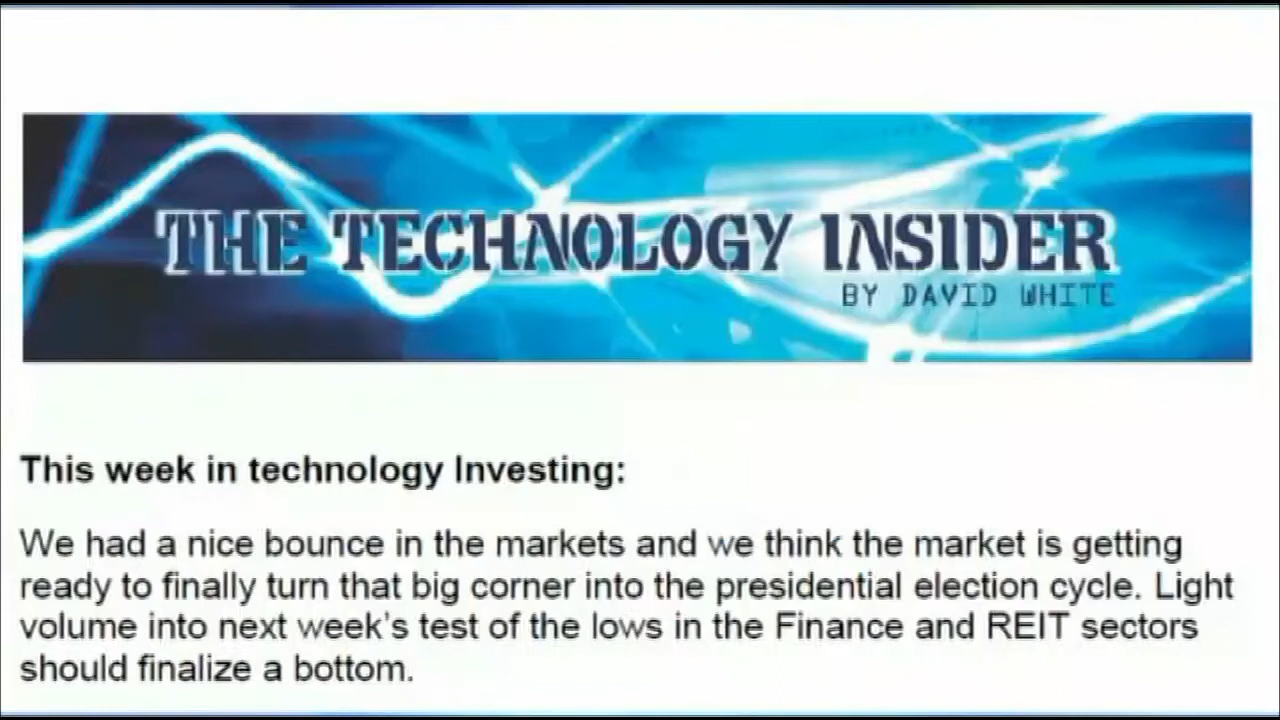 THE TECHNOLOGY INSIDER
BY DAVID WHITE
This week in technology Investing:
We had a nice bounce in the markets and we think the market is getting
ready to finally turn that big corner into the presidential election cycle. Light
volume into next week's test of the lows in the Finance and REIT sectors
should finalize a bottom.